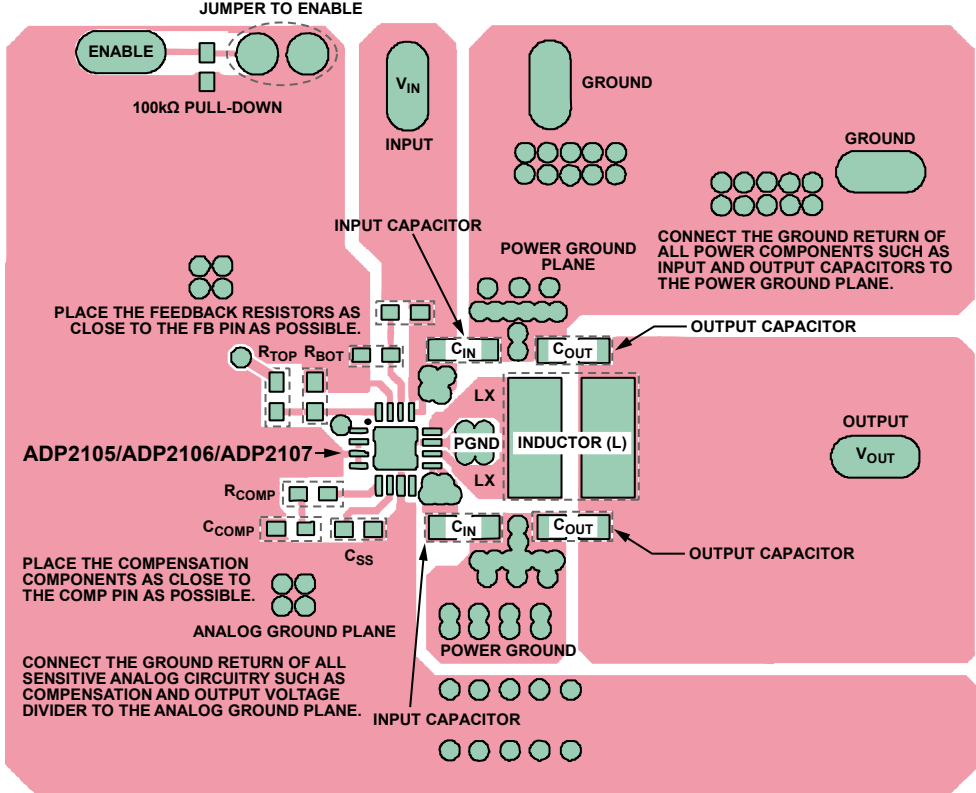 JUMPER TO ENABLE
ENABLE
100kΩ PULL-DOWN
VIN
INPUT
GROUND
GROUND
INPUT CAPACITOR
POWER GROUND
PLANE
CONNECT THE GROUND RETURN OF
ALL POWER COMPONENTS SUCH AS
INPUT AND OUTPUT CAPACITORS TO
THE POWER GROUND PLANE.
PLACE THE FEEDBACK RESISTORS AS
CLOSE TO THE FB PIN AS POSSIBLE.
OUTPUT CAPACITOR
RTOP
RBOT
CIN
COUT
LX
PGND
LX
INDUCTOR (L)
OUTPUT
VOUT
ADP2105/ADP2106/ADP2107
RCOMP
CCOMP
CSS
CIN
COUT
OUTPUT CAPACITOR
PLACE THE COMPENSATION
COMPONENTS AS CLOSE TO
THE COMP PIN AS POSSIBLE.
ANALOG GROUND PLANE
POWER GROUND
CONNECT THE GROUND RETURN OF ALL
SENSITIVE ANALOG CIRCUITRY SUCH AS
COMPENSATION AND OUTPUT VOLTAGE
DIVIDER TO THE ANALOG GROUND PLANE.
INPUT CAPACITOR